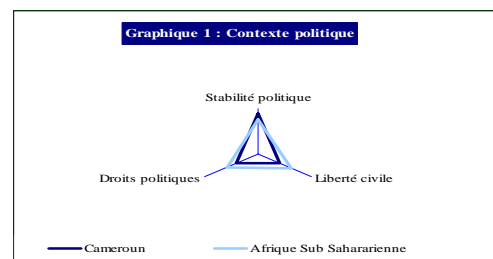 Graphique 1 : Contexte politique
Stabilité politique
Droits politiques
Liberté civile
Cameroun
Afrique Sub Sahararienne